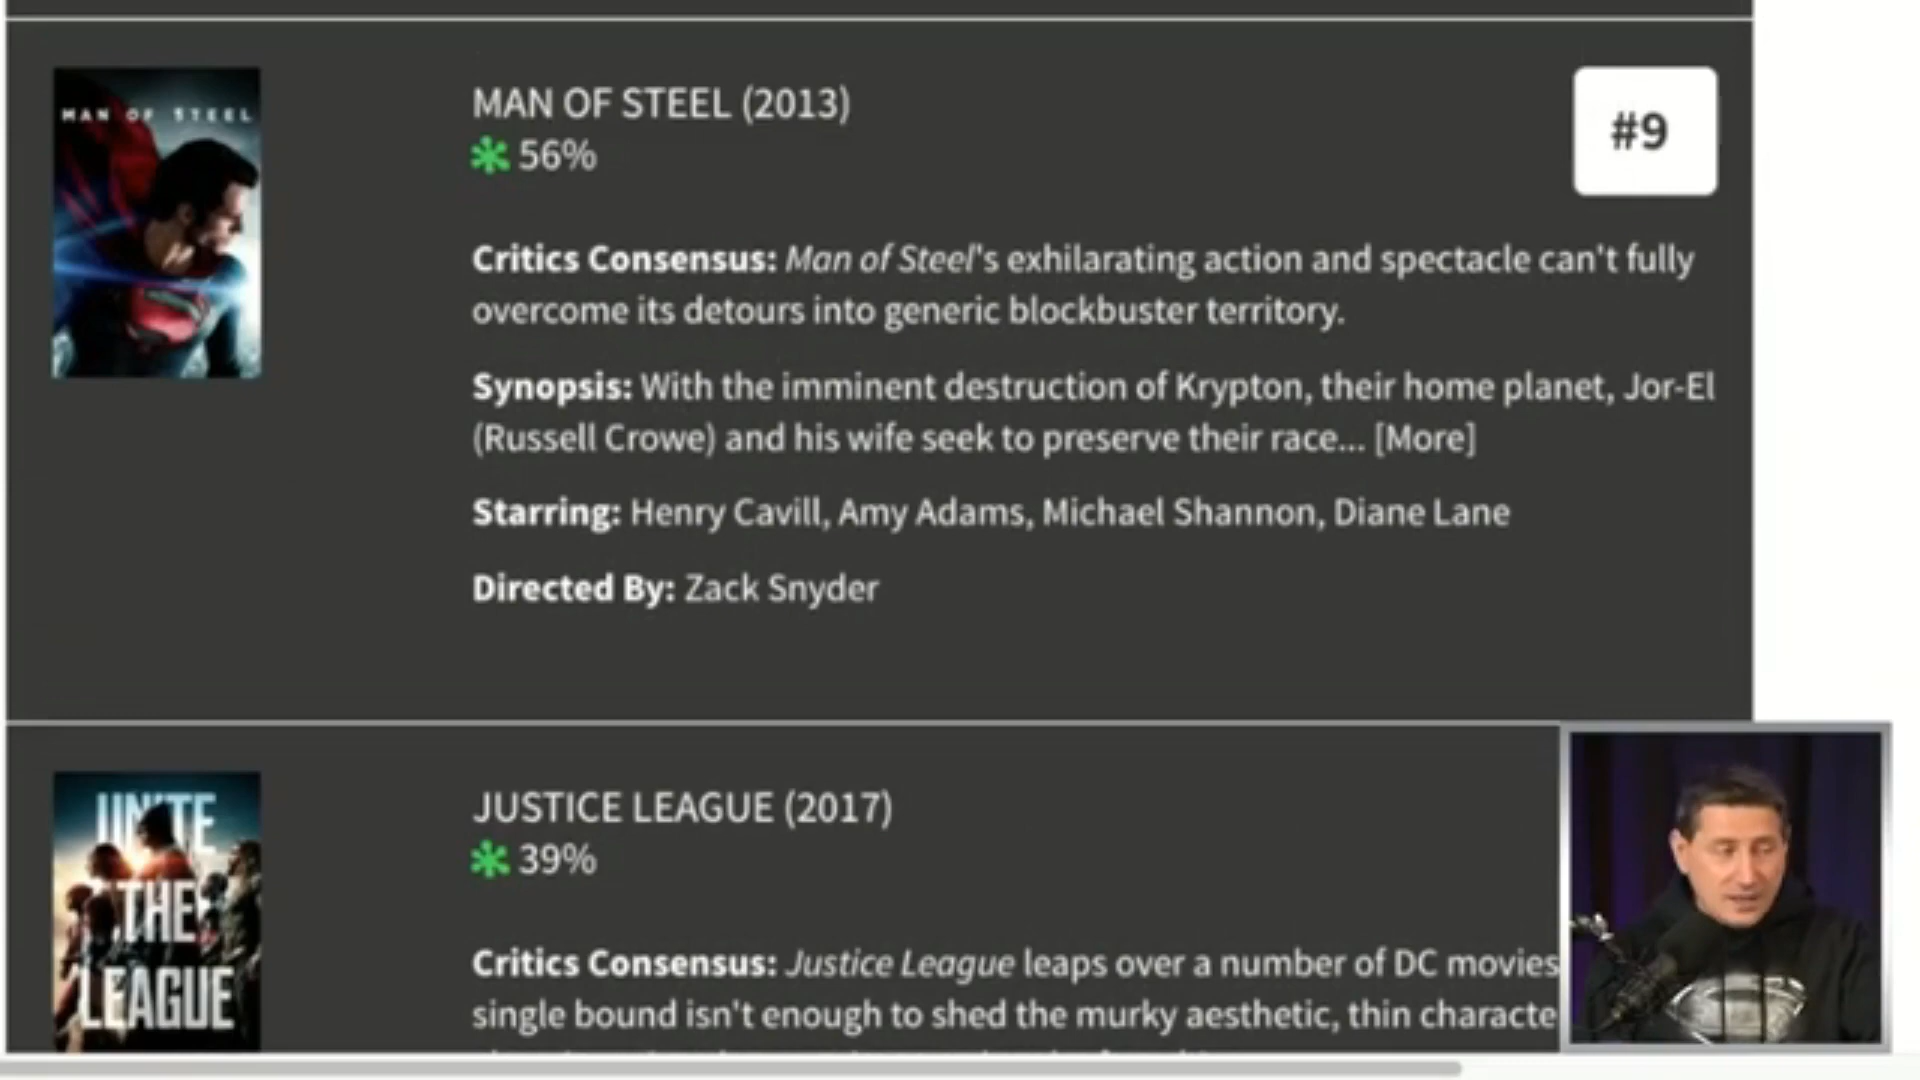 MAN OF STEEL
MAN OF STEEL (2013)
56%
#9
Critics Consensus: Man of Steel's exhilarating action and spectacle can't fully
overcome its detours into generic blockbuster territory.
Synopsis: With the imminent destruction of Krypton, their home planet, Jor-El
(Russell Crowe) and his wife seek to preserve their race... [More]
Starring: Henry Cavill, Amy Adams, Michael Shannon, Diane Lane
Directed By: Zack Snyder
UNITE
THE
LEAGUE
JUSTICE LEAGUE (2017)
39%
Critics Consensus: Justice League leaps over a number of DC movies
single bound isn't enough to shed the murky aesthetic, thin characte